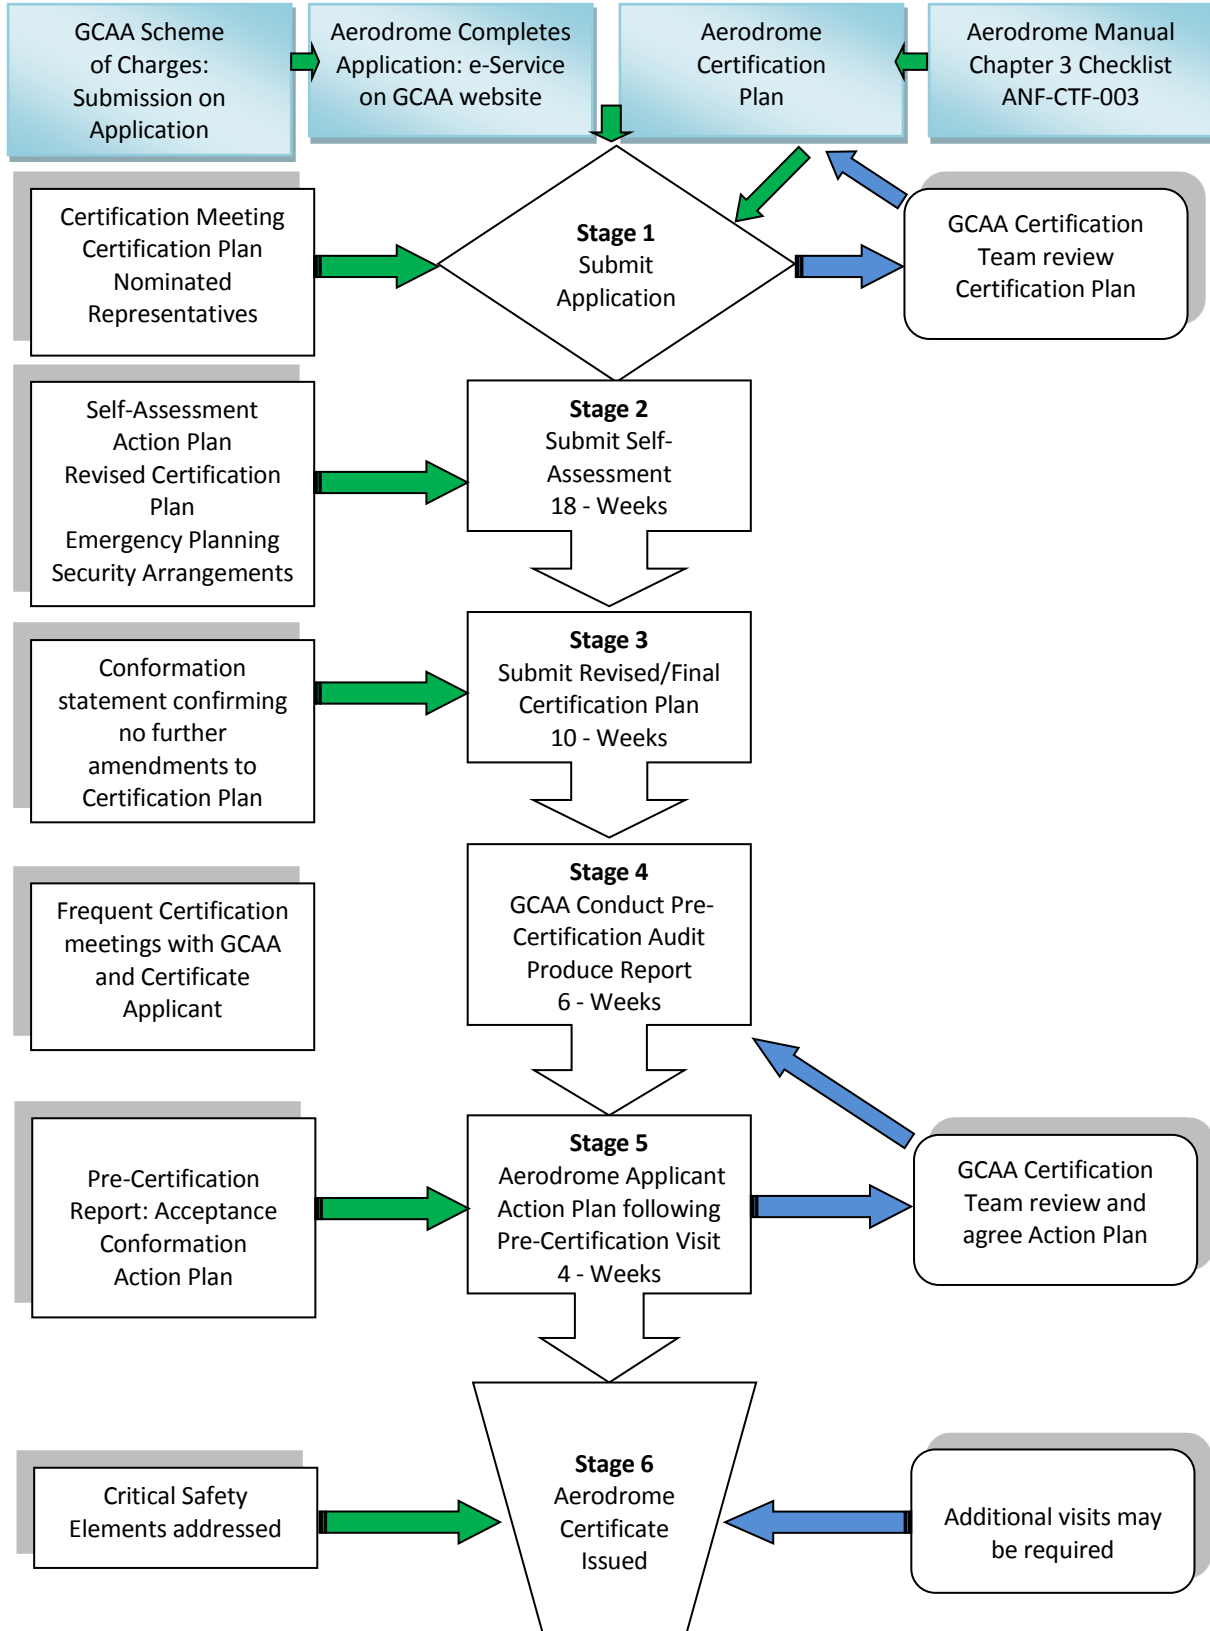 GCAA Scheme
of Charges:
Submission on
Application
Aerodrome Completes
Application: e-Service
on GCAA website
Aerodrome
Certification
Plan
Aerodrome Manual
Chapter 3 Checklist
ANF-CTF-003
Certification Meeting
Certification Plan
Nominated
Representatives
Stage 1
Submit
Application
GCAA Certification
Team review
Certification Plan
Self-Assessment
Action Plan
Revised Certification
Plan
Emergency Planning
Security Arrangements
Stage 2
Submit Self-
Assessment
18 - Weeks
Conformation
statement confirming
no further
amendments to
Certification Plan
Stage 3
Submit Revised/Final
Certification Plan
10 - Weeks
Frequent Certification
meetings with GCAA
and Certificate
Applicant
Stage 4
GCAA Conduct Pre-
Certification Audit
Produce Report
6 - Weeks
Pre-Certification
Report: Acceptance
Conformation
Action Plan
Stage 5
Aerodrome Applicant
Action Plan following
Pre-Certification Visit
4 - Weeks
GCAA Certification
Team review and
agree Action Plan
Critical Safety
Elements addressed
Stage 6
Aerodrome
Certificate
Issued
Additional visits may
be required